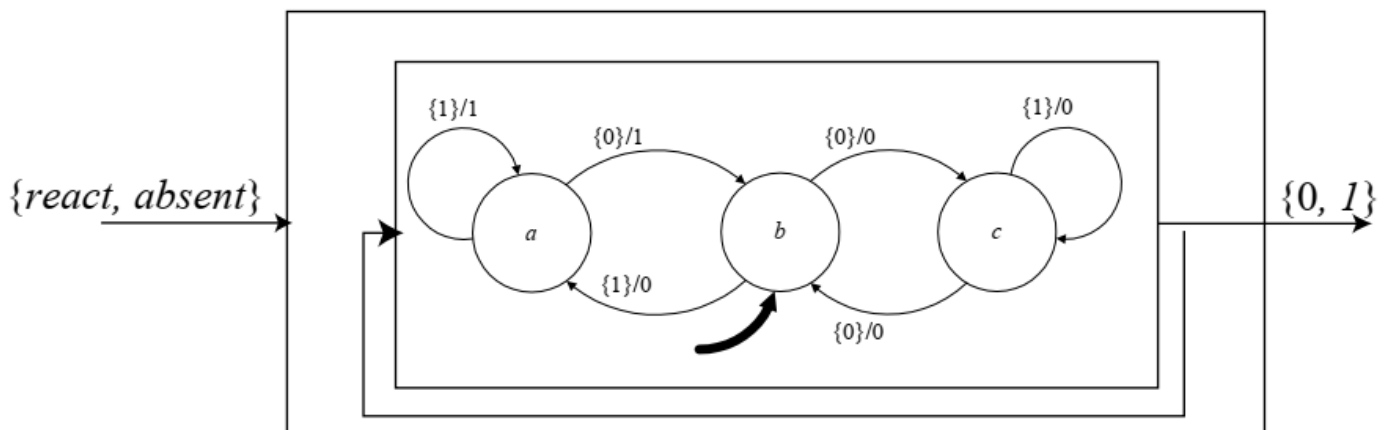 {1}/1
{0}/1
{0}/0
{1}/0
{react, absent}
{0, 1}
a
b
c
{1}/0
{0}/0